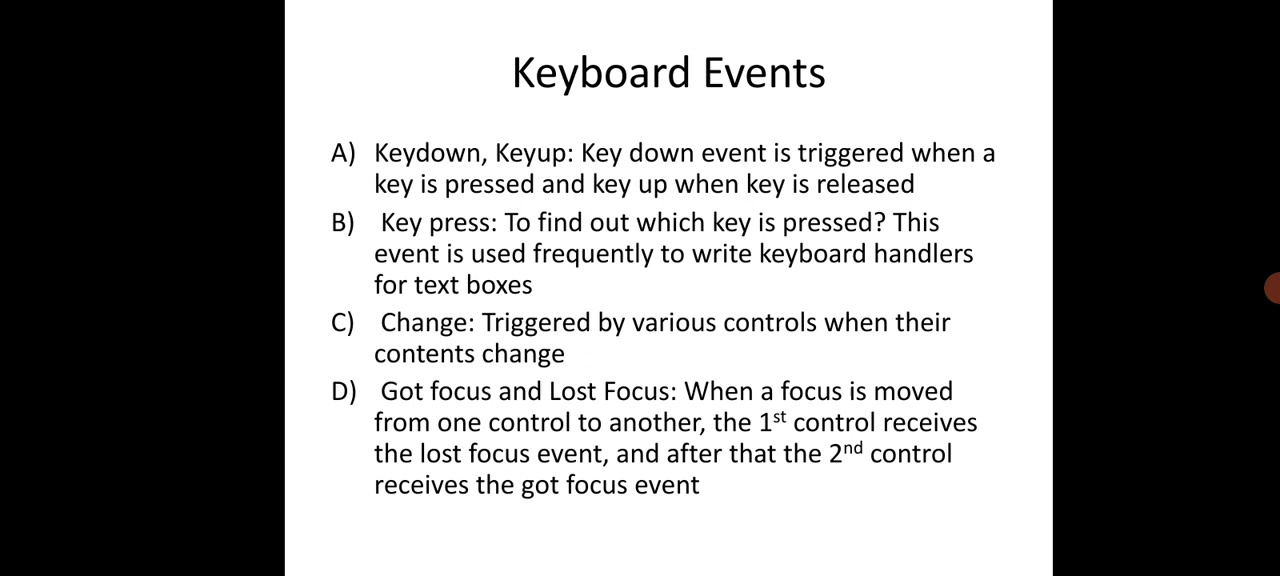 Keyboard Events
A) Keydown, Keyup: Key down event is triggered when a
key is pressed and key up when key is released
B) Key press: To find out which key is pressed? This
event is used frequently to write keyboard handlers
for text boxes
C) Change: Triggered by various controls when their
contents change
D) Got focus and Lost Focus: When a focus is moved
from one control to another, the 1st control receives
the lost focus event, and after that the 2nd control
receives the got focus event